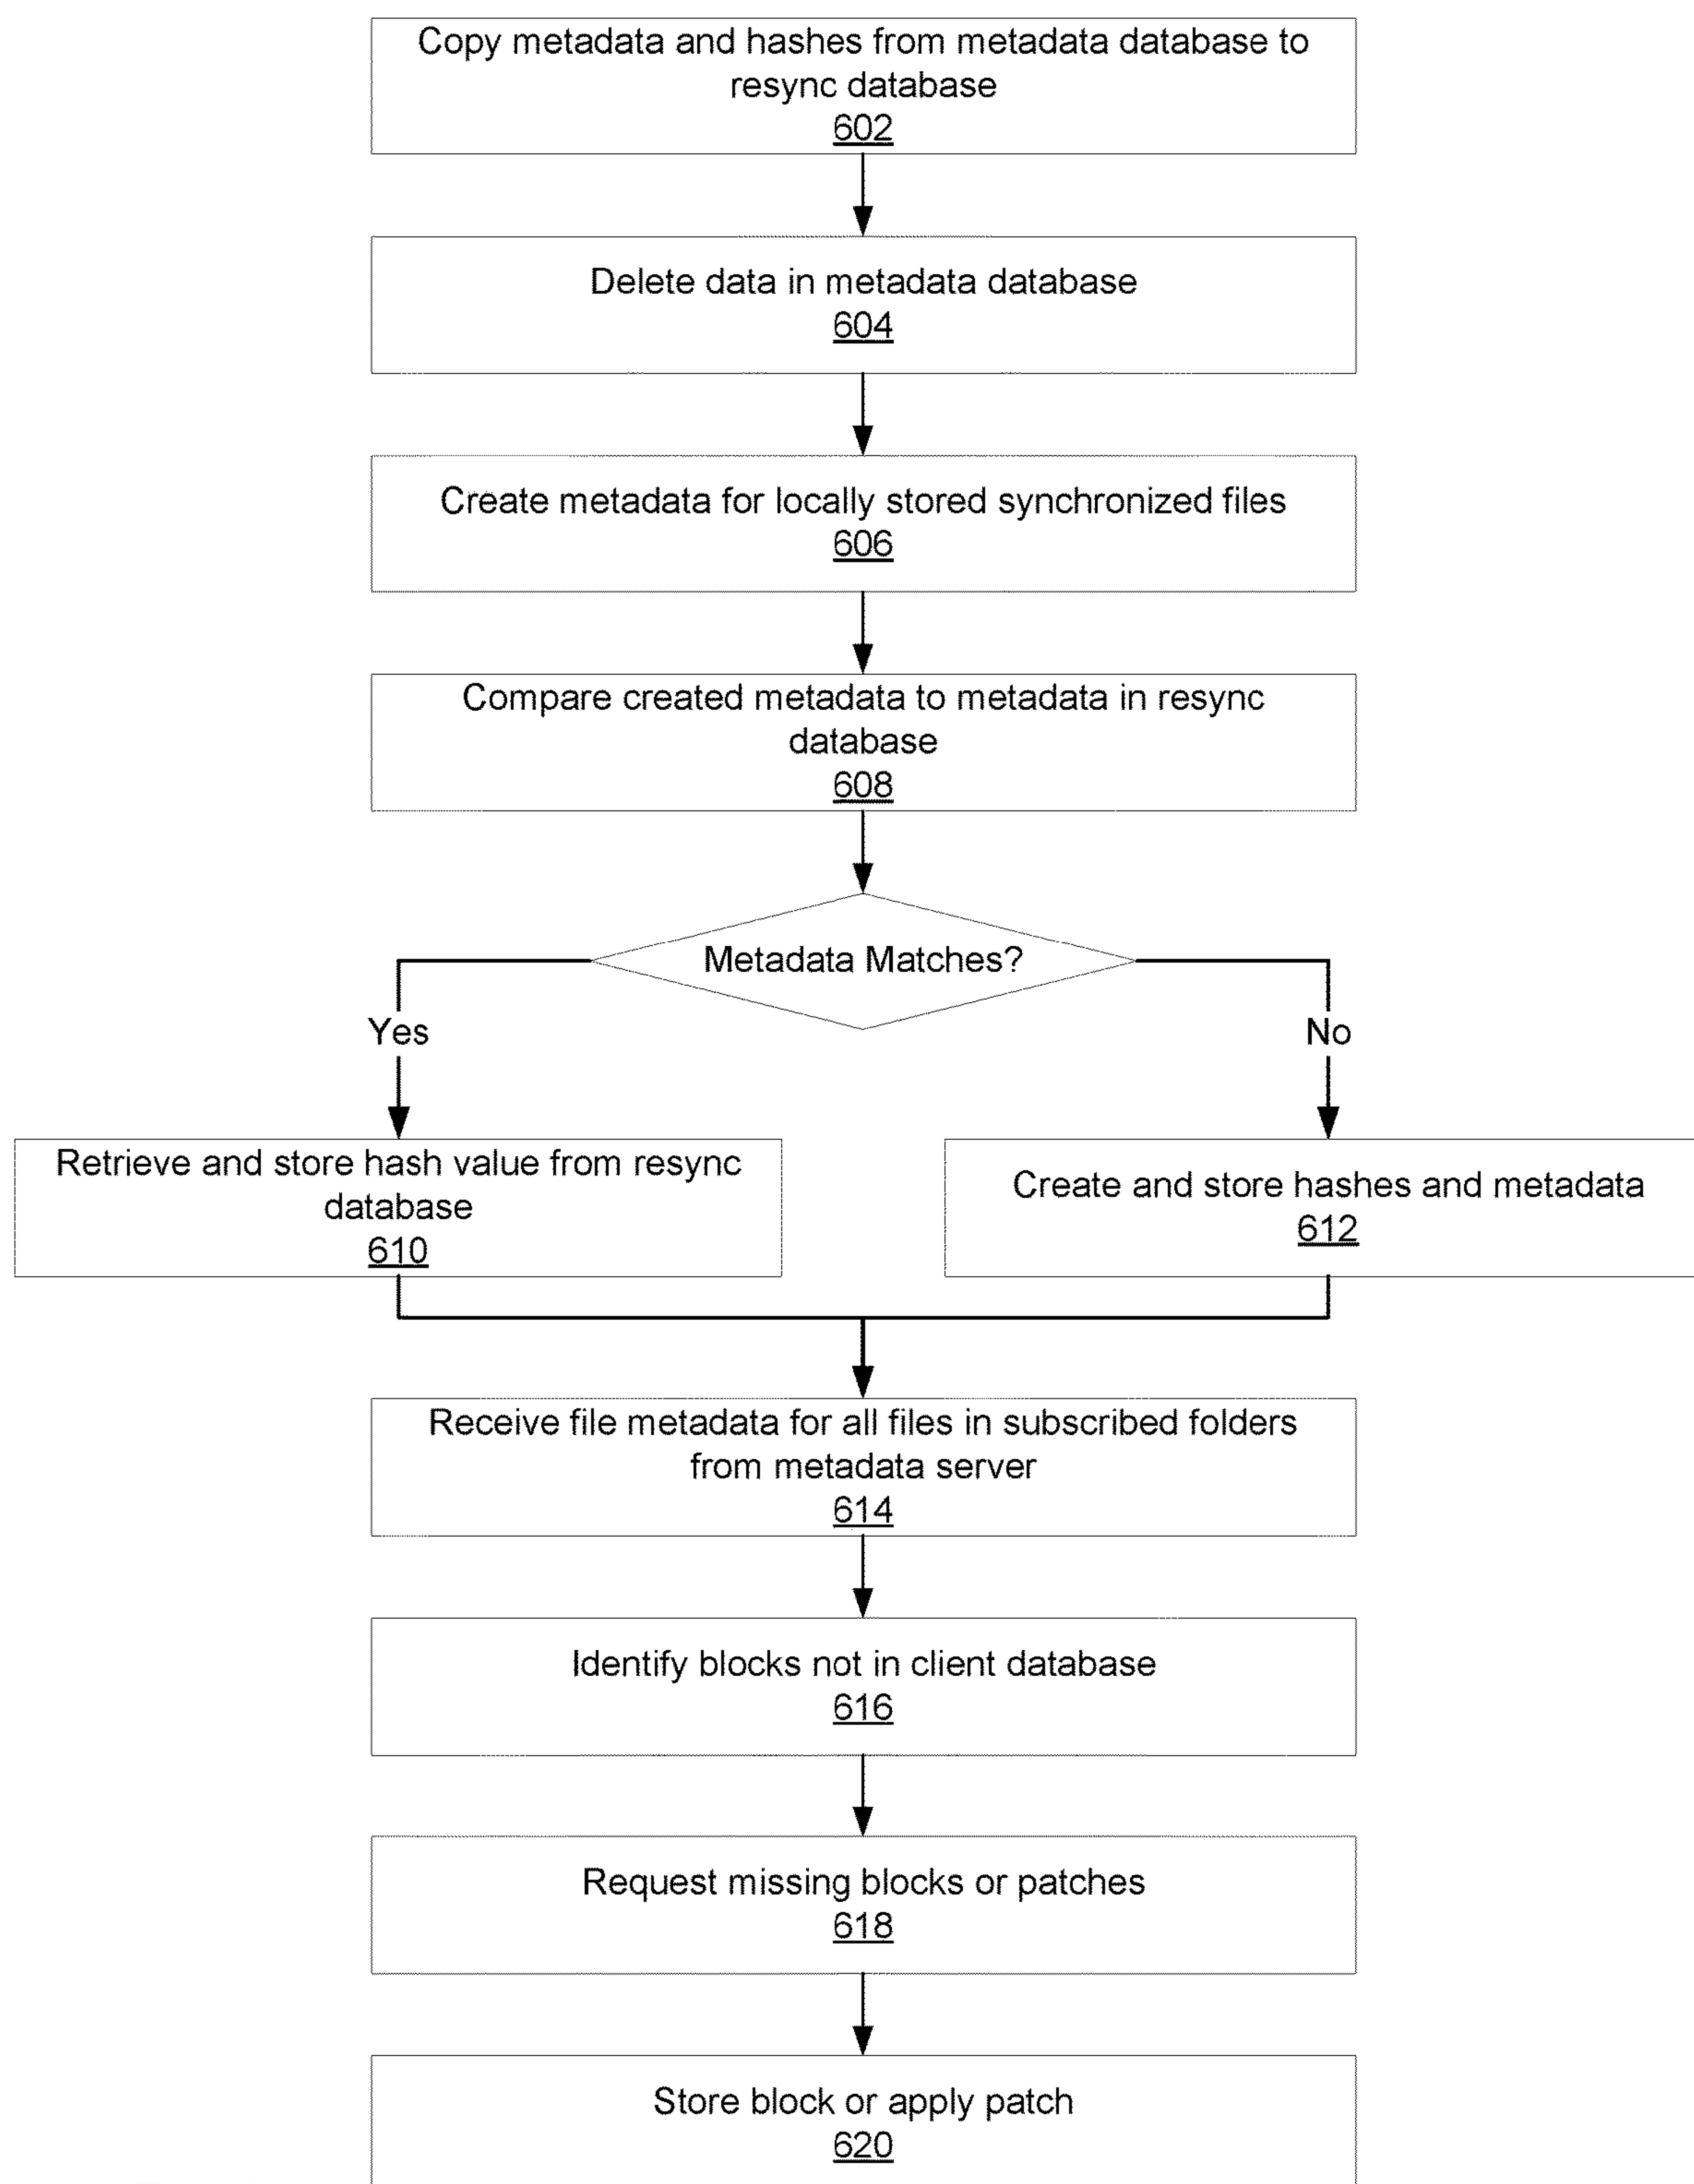 Copy metadata and hashes from metadata database to
resync database
602
Delete data in metadata database
604
Create metadata for locally stored synchronized files
606
Compare created metadata to metadata in resync
database
608
Metadata Matches?
Yes
No
Retrieve and store hash value from resync
database
610
Create and store hashes and metadata
612
Receive file metadata for all files in subscribed folders
from metadata server
614
Identify blocks not in client database
616
Request missing blocks or patches
618
Store block or apply patch
620